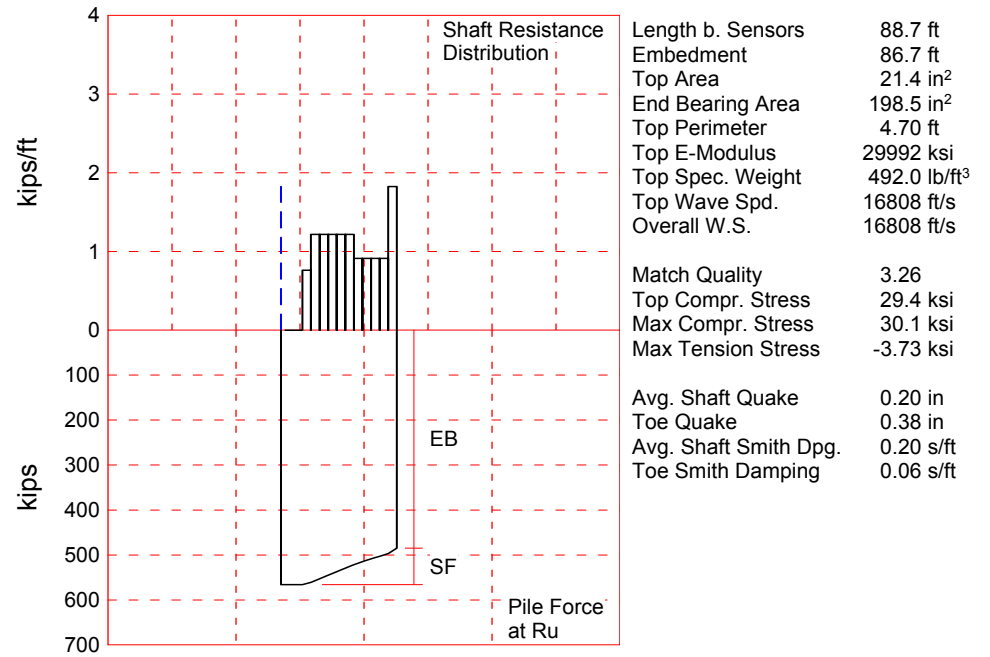 4
3
2
1
0
kips/ft
Shaft Resistance
Distribution
100
200
300
400
500
600
700
kips
EB
SF
Pile Force
at Ru
Length b. Sensors 88.7 ft
Embedment 86.7 ft
Top Area 21.4 in²
End Bearing Area 198.5 in²
Top Perimeter 4.70 ft
Top E-Modulus 29992 ksi
Top Spec. Weight 492.0 lb/ft³
Top Wave Spd. 16808 ft/s
Overall W.S. 16808 ft/s
Match Quality 3.26
Top Compr. Stress 29.4 ksi
Max Compr. Stress 30.1 ksi
Max Tension Stress -3.73 ksi
Avg. Shaft Quake 0.20 in
Toe Quake 0.38 in
Avg. Shaft Smith Dpg. 0.20 s/ft
Toe Smith Damping 0.06 s/ft